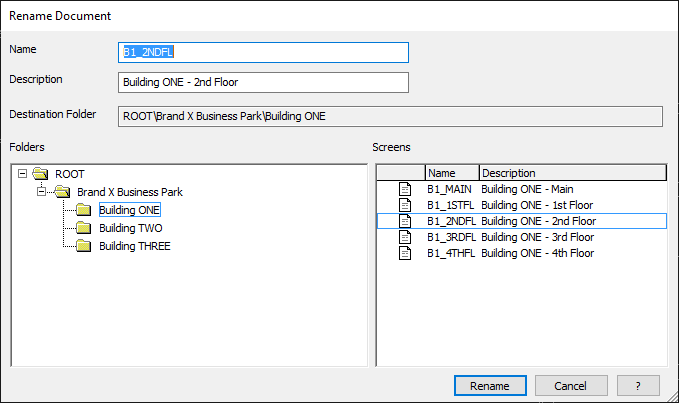 Rename Document
Name
B1_2NDFL
Description
Building ONE - 2nd Floor
Destination Folder
ROOT\Brand X Business Park\Building ONE
Folders
ROOT
Brand X Business Park
Building ONE
Building TWO
Building THREE
Screens
Name Description
B1_MAIN Building ONE - Main
B1_1STFL Building ONE - 1st Floor
B1_2NDFL Building ONE - 2nd Floor
B1_3RDFL Building ONE - 3rd Floor
B1_4THFL Building ONE - 4th Floor
Rename Cancel ?